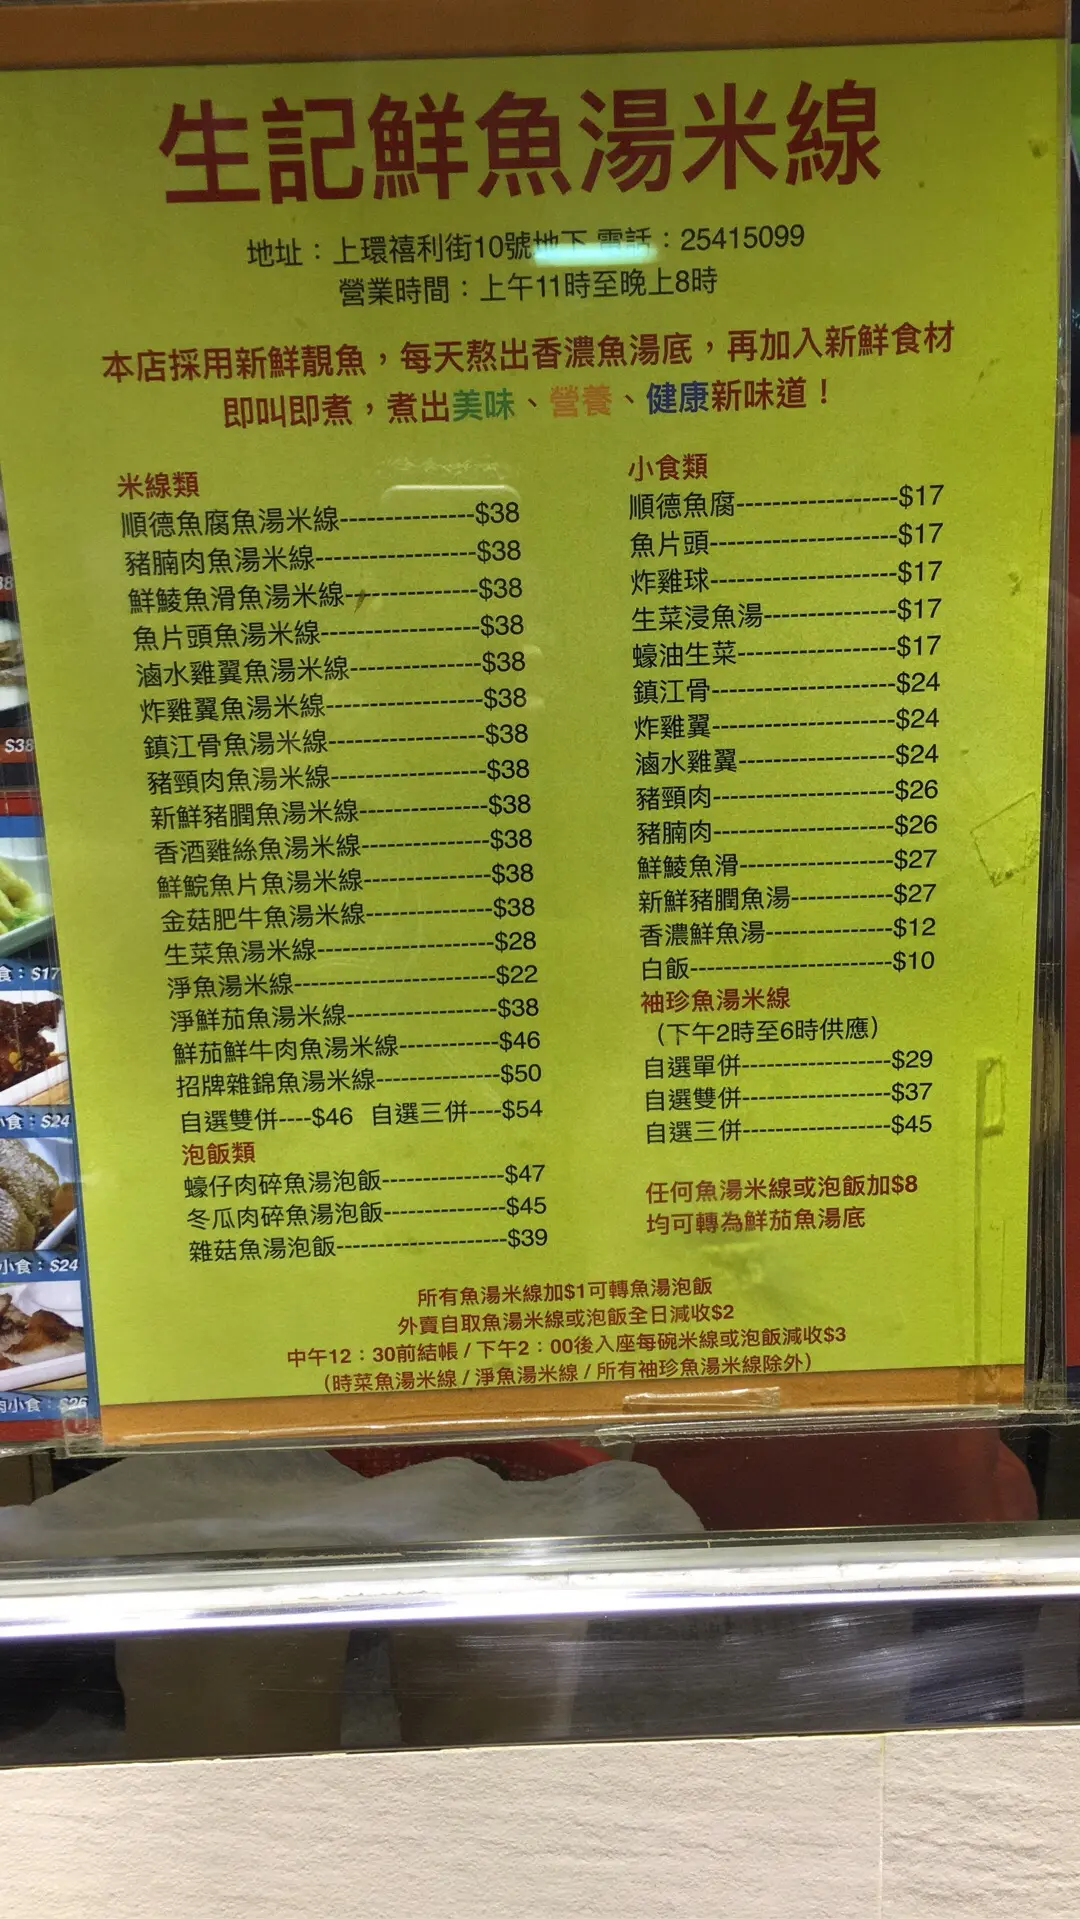 生記鮮魚湯米線
地址：上環禧利街10號地下 電話：25415099
營業時間：上午11時至晚上8時
本店採用新鮮靚魚，每天熬出香濃魚湯底，再加入新鮮食材
即叫即煮，煮出美味、營養、健康新味道！
米線類
順德魚腐魚湯米線---------------$38
豬腩肉魚湯米線------------------$38
鮮鯪魚滑魚湯米線---------------$38
魚片頭魚湯米線------------------$38
滷水雞翼魚湯米線---------------$38
炸雞翼魚湯米線------------------$38
鎮江骨魚湯米線------------------$38
豬頸肉魚湯米線------------------$38
新鮮豬膶魚湯米線---------------$38
香酒雞絲魚湯米線---------------$38
鮮鯇魚片魚湯米線---------------$38
金菇肥牛魚湯米線---------------$38
生菜魚湯米線---------------------$28
淨魚湯米線------------------------$22
淨鮮茄魚湯米線------------------$38
鮮茄鮮牛肉魚湯米線------------$46
招牌雜錦魚湯米線---------------$50
自選雙併----$46 自選三併----$54
泡飯類
蠔仔肉碎魚湯泡飯---------------$47
冬瓜肉碎魚湯泡飯---------------$45
雜菇魚湯泡飯---------------------$39
小食類
順德魚腐--------------------$17
魚片頭-----------------------$17
炸雞球-----------------------$17
生菜浸魚湯-----------------$17
蠔油生菜--------------------$17
鎮江骨-----------------------$24
炸雞翼-----------------------$24
滷水雞翼--------------------$24
豬頸肉-----------------------$26
豬腩肉-----------------------$26
鮮鯪魚滑--------------------$27
新鮮豬膶魚湯--------------$27
香濃鮮魚湯-----------------$12
白飯--------------------------$10
袖珍魚湯米線
（下午2時至6時供應）
自選單併--------------------$29
自選雙併--------------------$37
自選三併--------------------$45
任何魚湯米線或泡飯加$8
均可轉為鮮茄魚湯底
所有魚湯米線加$1可轉魚湯泡飯
外賣自取魚湯米線或泡飯全日減收$2
中午12：30前結帳 / 下午2：00後入座每碗米線或泡飯減收$3
（時菜魚湯米線 / 淨魚湯米線 / 所有袖珍魚湯米線除外）
$38
食：$17
小食：$24
小食：$24
肉小食：$26